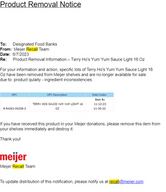 Product Removal Notice
To: Designated Food Banks
From: Meijer Recall Team
Date: 6/7/2023
Re: Product Removal Information – Terry Ho's Yum Yum Sauce Light 16 Oz
For your information and action, specific lots of Terry Ho's Yum Yum Sauce Light 16
Oz have been removed from Meijer shelves and are no longer available for sale
due to: product quality - ingredient inconsistencies
If you have received this product in your Meijer donations, please remove this item from
your shelves immediately and destroy it
Thank you!
meijer
Meijer Recall Team
To update distribution of this notification, please notify us at recall@meijer.com